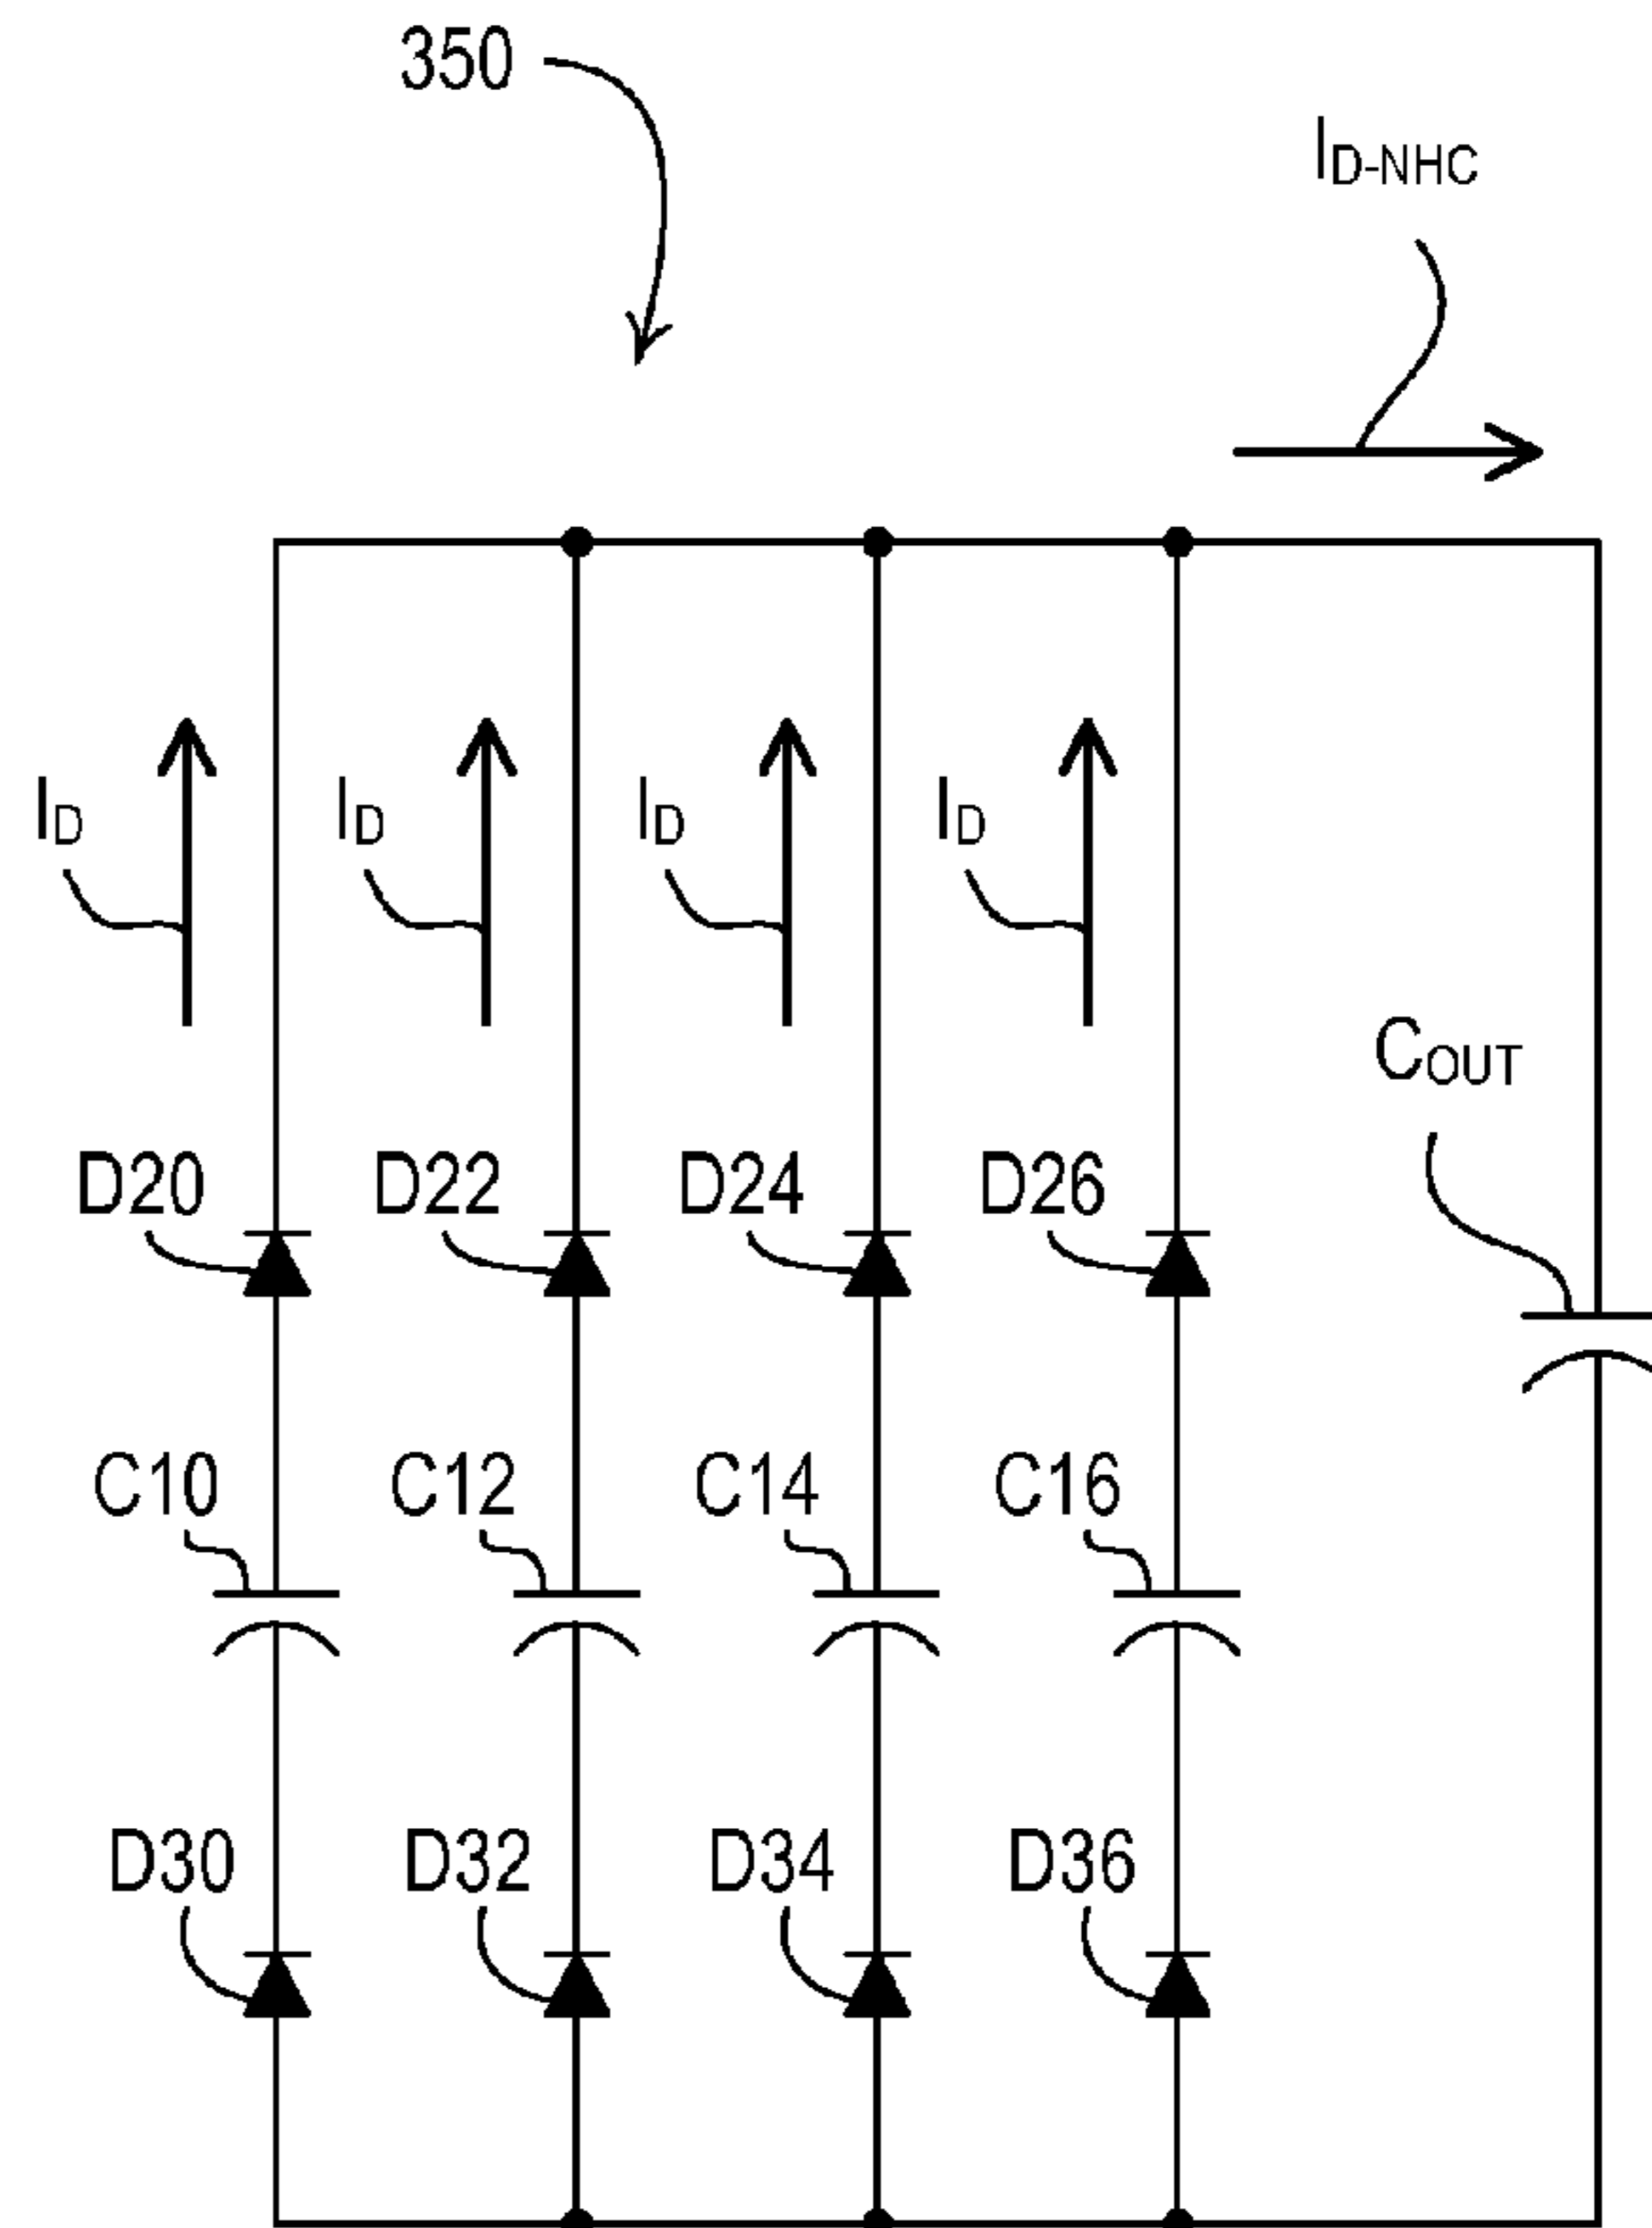 350
ID-NHC
ID ID ID ID
COUT
D20 D22 D24 D26
C10 C12 C14 C16
D30 D32 D34 D36